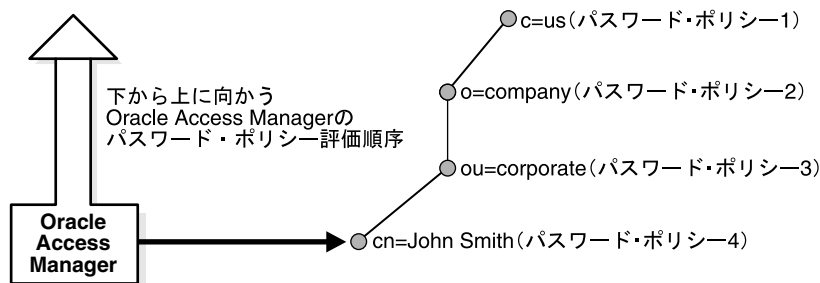 c=us(パスワード・ポリシー1)
下から上に向かう
Oracle Access Managerの
パスワード・ポリシー評価順序
o=company(パスワード・ポリシー2)
ou=corporate(パスワード・ポリシー3)
Oracle
Access
Manager
cn=John Smith(パスワード・ポリシー4)